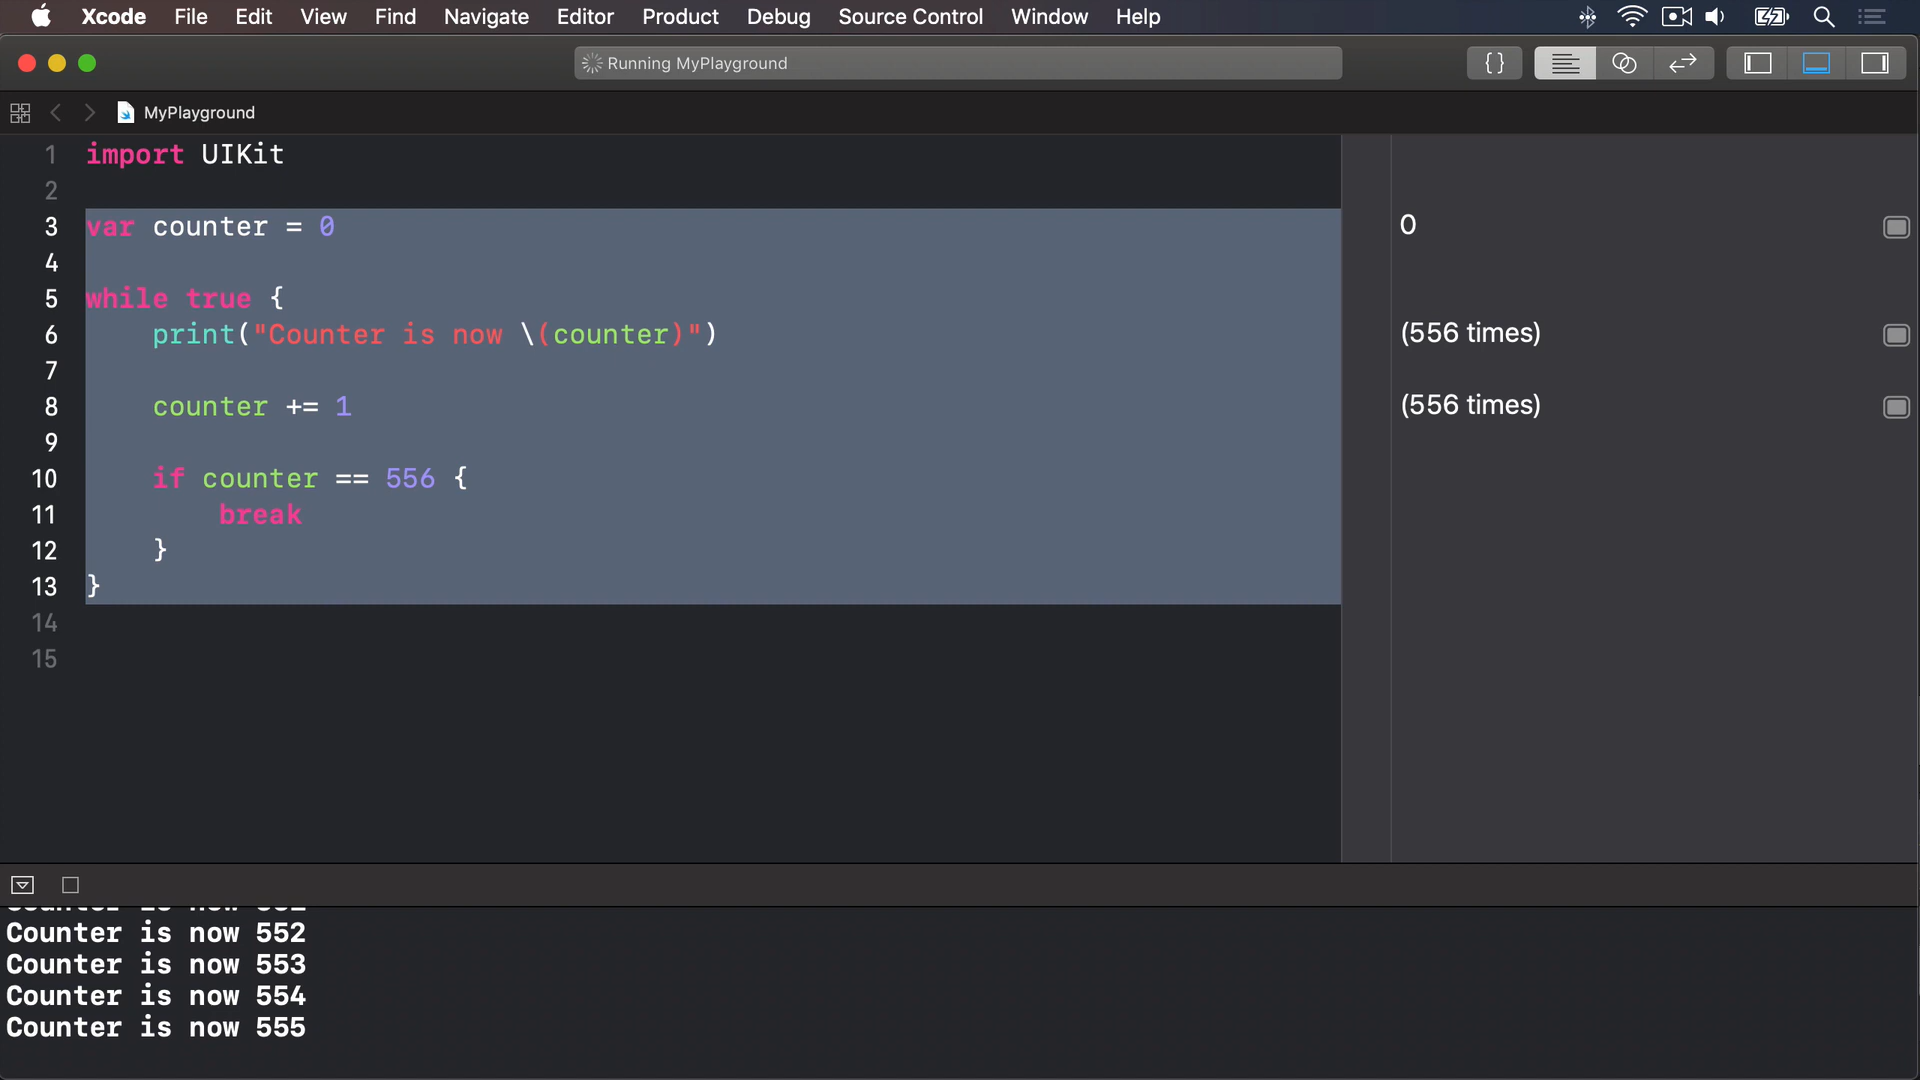 Xcode File Edit View Find Navigate Editor Product Debug Source Control Window Help
Running MyPlayground
{}
MyPlayground
1 import UIKit
2
3 var counter = 0
0
4
5 while true {
6 print("Counter is now \(counter)")
(556 times)
7
8 counter += 1
(556 times)
9
10 if counter == 556 {
11 break
12 }
13 }
14
15
Counter is now
Counter is now 552
Counter is now 553
Counter is now 554
Counter is now 555